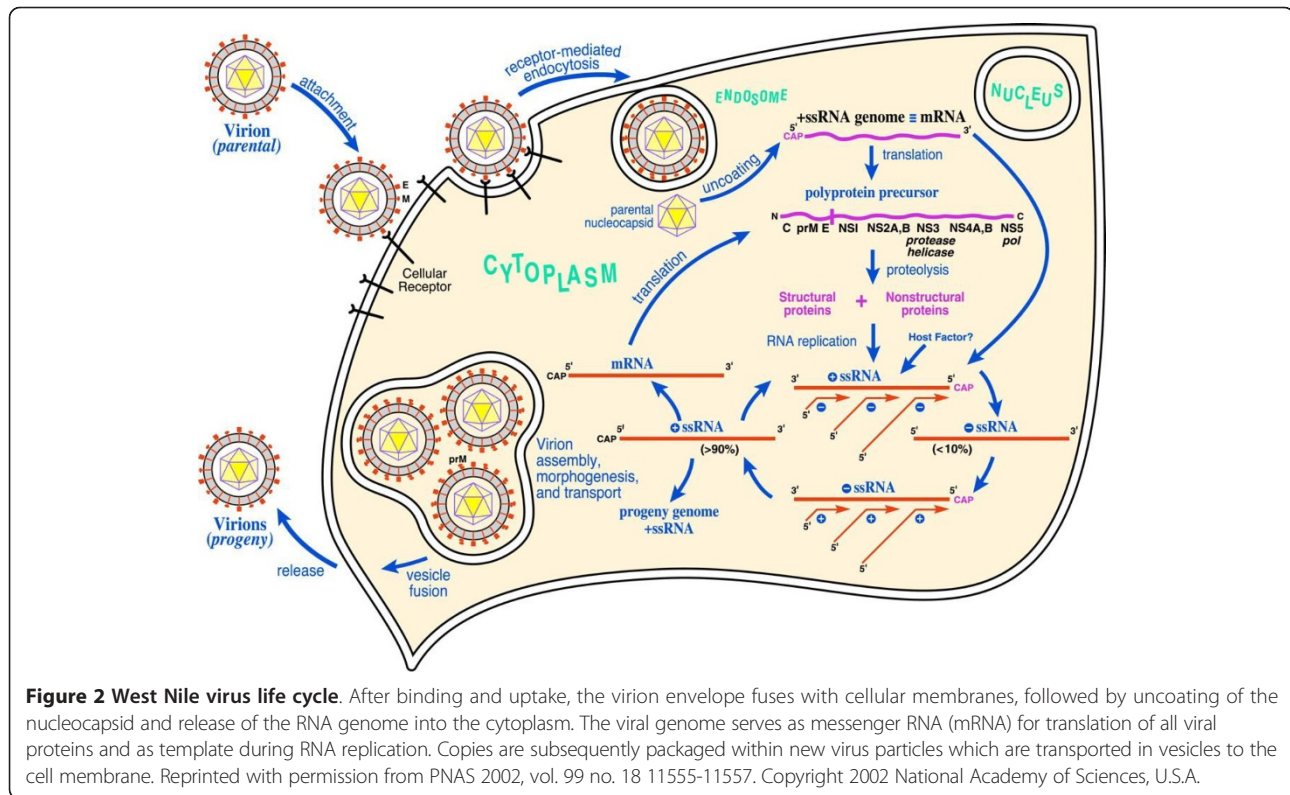 Virion
(parental)
attachment
E
M
receptor-mediated
endocytosis
Cellular
Receptor
ENDOSOME
NUCLEUS
CYTOPLASM
parental
nucleocapsid
uncoating
+ssRNA genome ≡ mRNA
5'
CAP
3'
translation
polyprotein precursor
N
C
C prM E NSI NS2A,B NS3 NS4A,B NS5
protease pol
helicase
proteolysis
Structural
proteins
+
Nonstructural
proteins
RNA replication
Host Factor?
translation
5' mRNA 3'
CAP
3' ⊕ ssRNA 5'
CAP
⊖ ⊖ ⊖
5' 5' 5'
5' ⊖ ssRNA 3'
(<10%)
5' ⊕ ssRNA 3'
CAP
(>90%)
progeny genome
+ssRNA
3' ⊖ ssRNA 5'
CAP
⊕ ⊕ ⊕
5' 5' 5'
prM
Virion
assembly,
morphogenesis,
and transport
vesicle
fusion
release
Virions
(progeny)
Figure 2 West Nile virus life cycle. After binding and uptake, the virion envelope fuses with cellular membranes, followed by uncoating of the
nucleocapsid and release of the RNA genome into the cytoplasm. The viral genome serves as messenger RNA (mRNA) for translation of all viral
proteins and as template during RNA replication. Copies are subsequently packaged within new virus particles which are transported in vesicles to the
cell membrane. Reprinted with permission from PNAS 2002, vol. 99 no. 18 11555-11557. Copyright 2002 National Academy of Sciences, U.S.A.